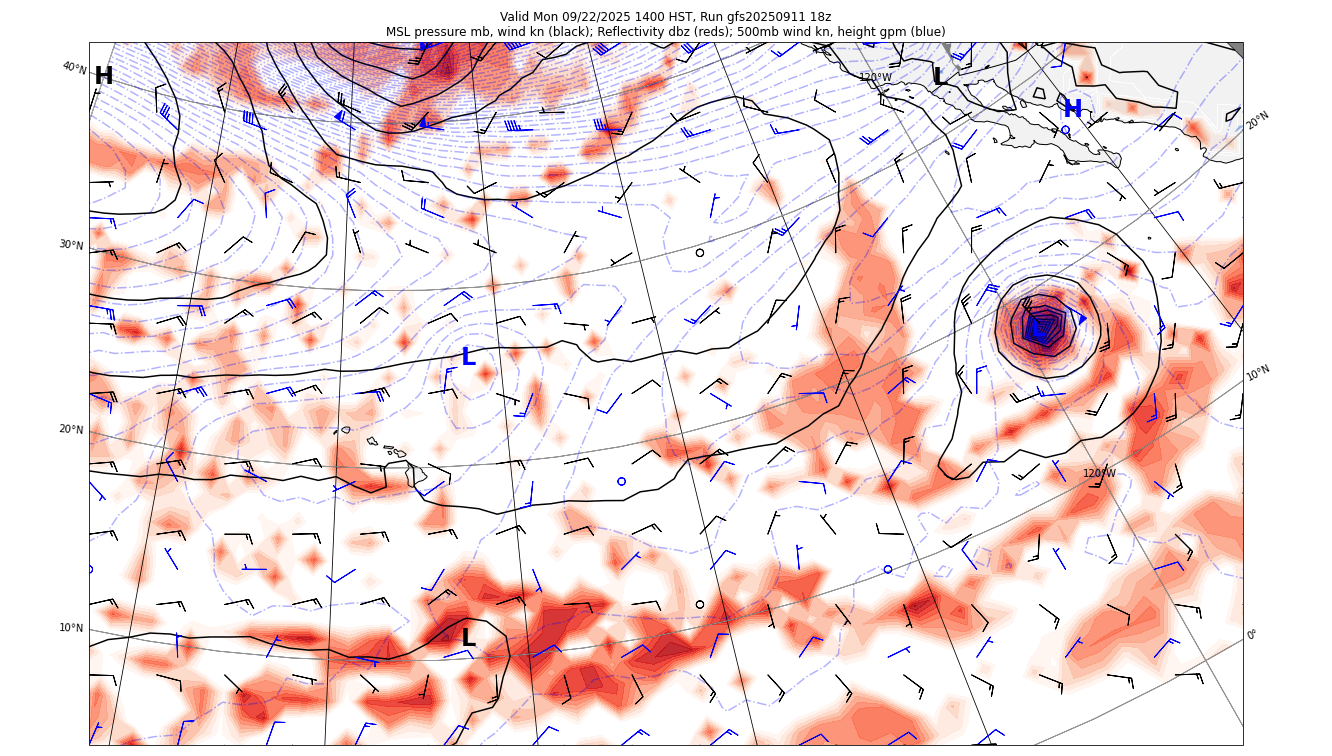 Valid Mon 09/22/2025 1400 HST, Run gfs20250911 18z
MSL pressure mb, wind kn (black); Reflectivity dbz (reds); 500mb wind kn, height gpm (blue)
40°N
H
120°W
L
H
20°N
30°N
L
L
10°N
20°N
120°W
10°N
L
0°